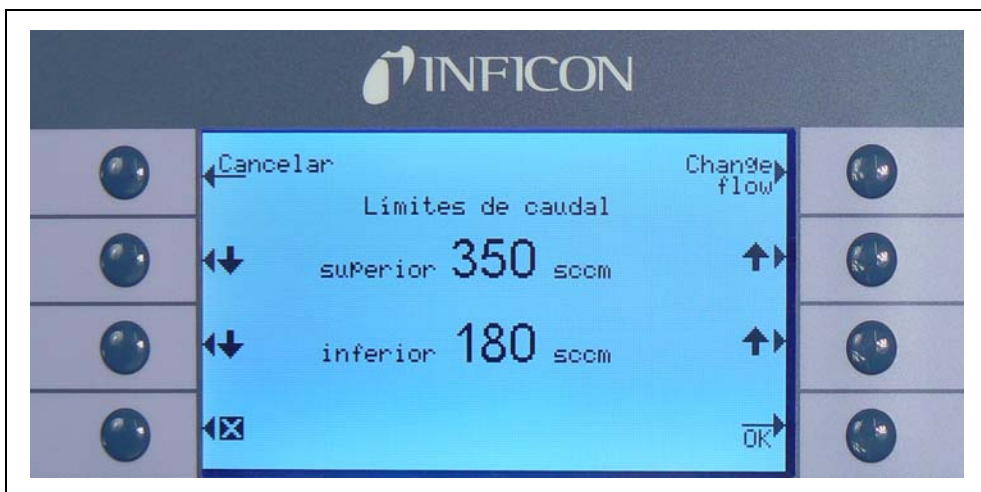 INFICON
Cancelar
Change
flow
Límites de caudal
superior 350 sccm
inferior 180 sccm
OK